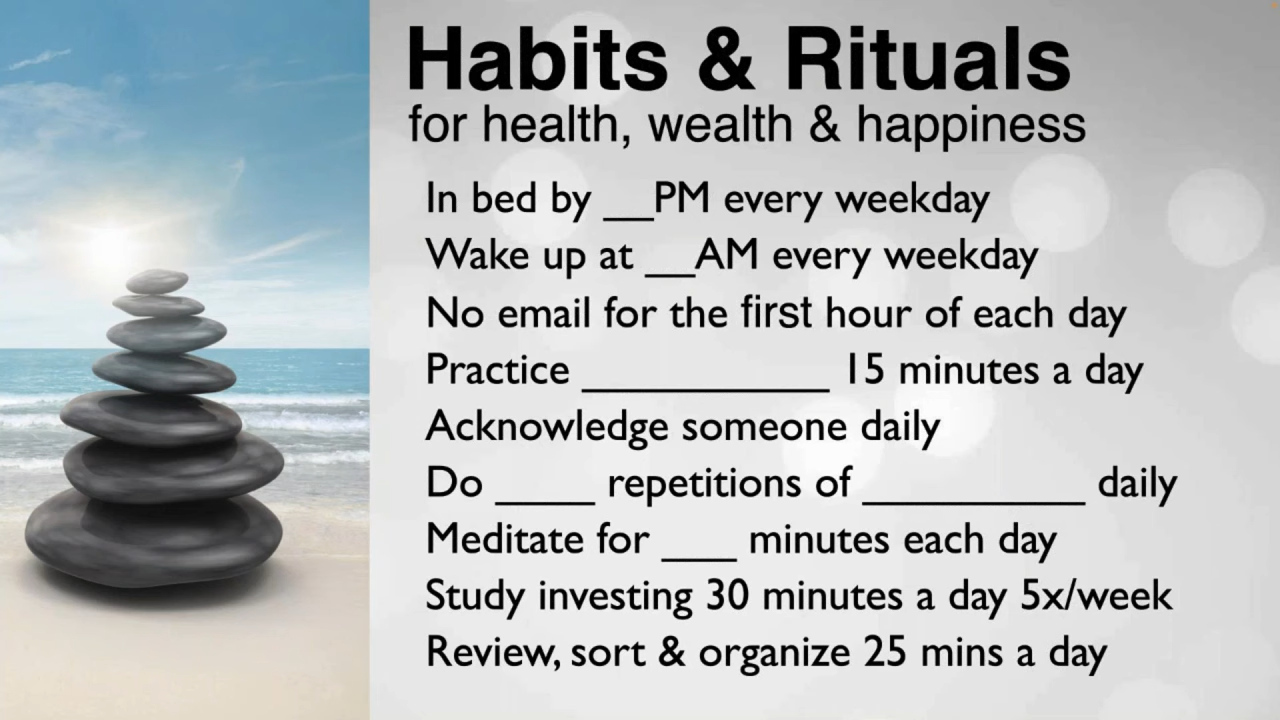 Habits & Rituals
for health, wealth & happiness
In bed by __PM every weekday
Wake up at __AM every weekday
No email for the first hour of each day
Practice __________ 15 minutes a day
Acknowledge someone daily
Do _____ repetitions of _________ daily
Meditate for ___ minutes each day
Study investing 30 minutes a day 5x/week
Review, sort & organize 25 mins a day